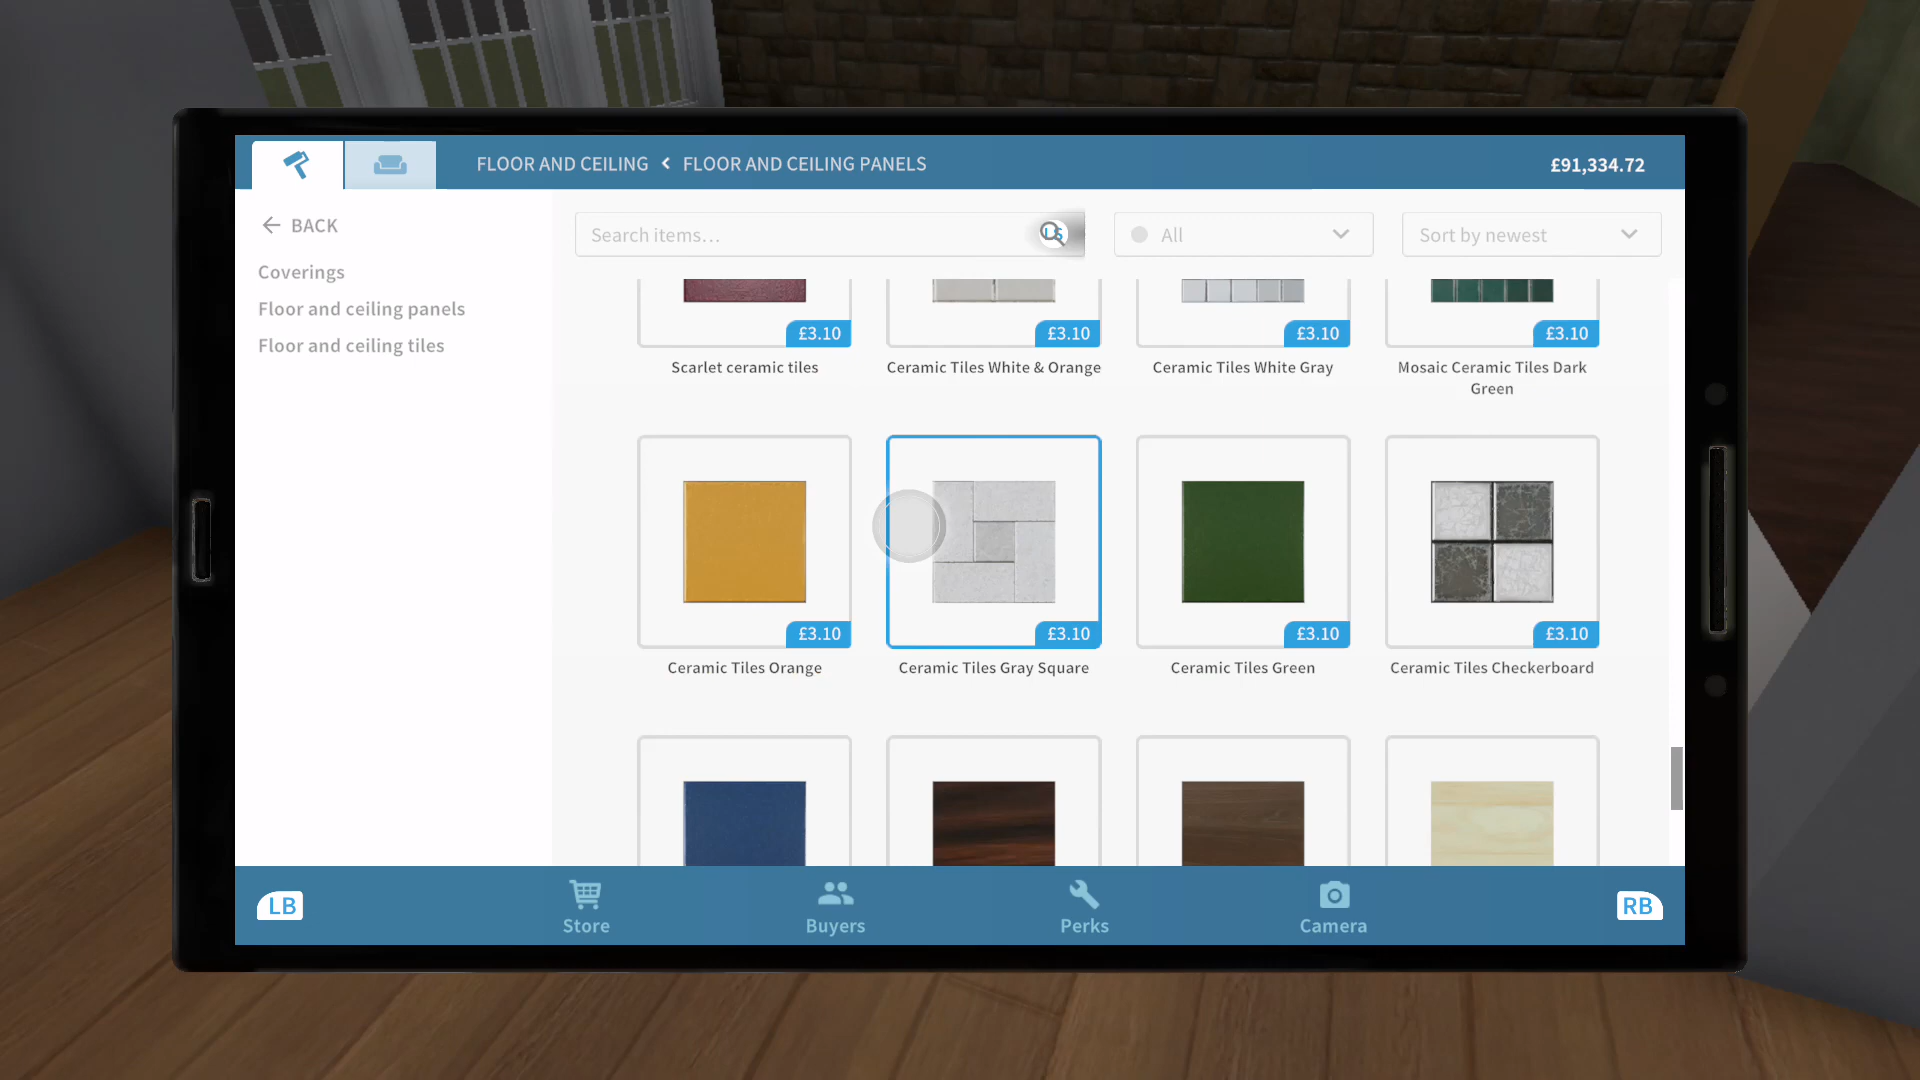 FLOOR AND CEILING < FLOOR AND CEILING PANELS
£91,334.72
BACK
Coverings
Floor and ceiling panels
Floor and ceiling tiles
Search items...
LS
All
Sort by newest
£3.10
£3.10
£3.10
£3.10
Scarlet ceramic tiles
Ceramic Tiles White & Orange
Ceramic Tiles White Gray
Mosaic Ceramic Tiles Dark
Green
£3.10
£3.10
£3.10
£3.10
Ceramic Tiles Orange
Ceramic Tiles Gray Square
Ceramic Tiles Green
Ceramic Tiles Checkerboard
LB
Store
Buyers
Perks
Camera
RB